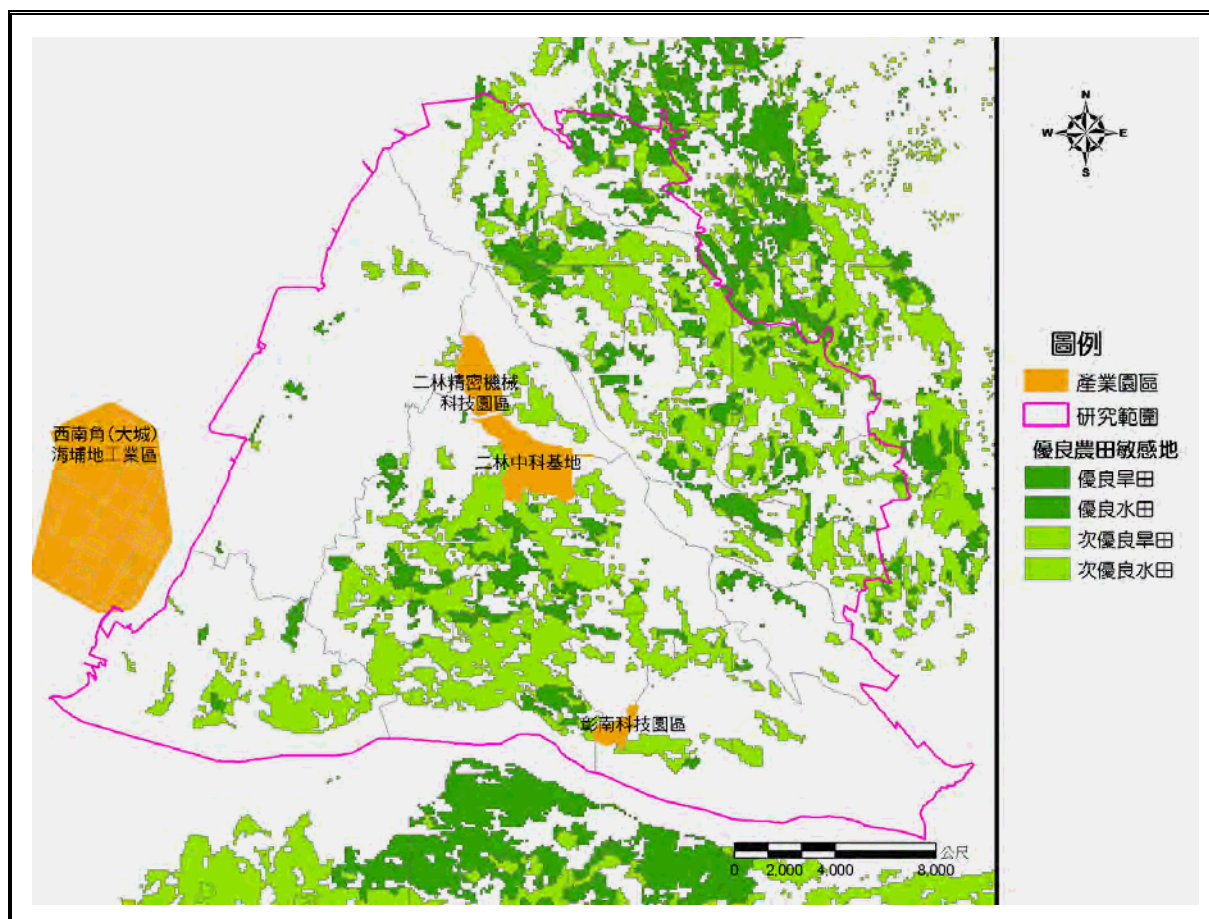 N
W
E
S
圖例
產業園區
研究範圍
優良農田敏感地
優良旱田
優良水田
次優良旱田
次優良水田
二林精密機械
科技園區
西南角(大城)
海埔地工業區
二林中科基地
彰南科技園區
公尺
0 2,000 4,000 8,000